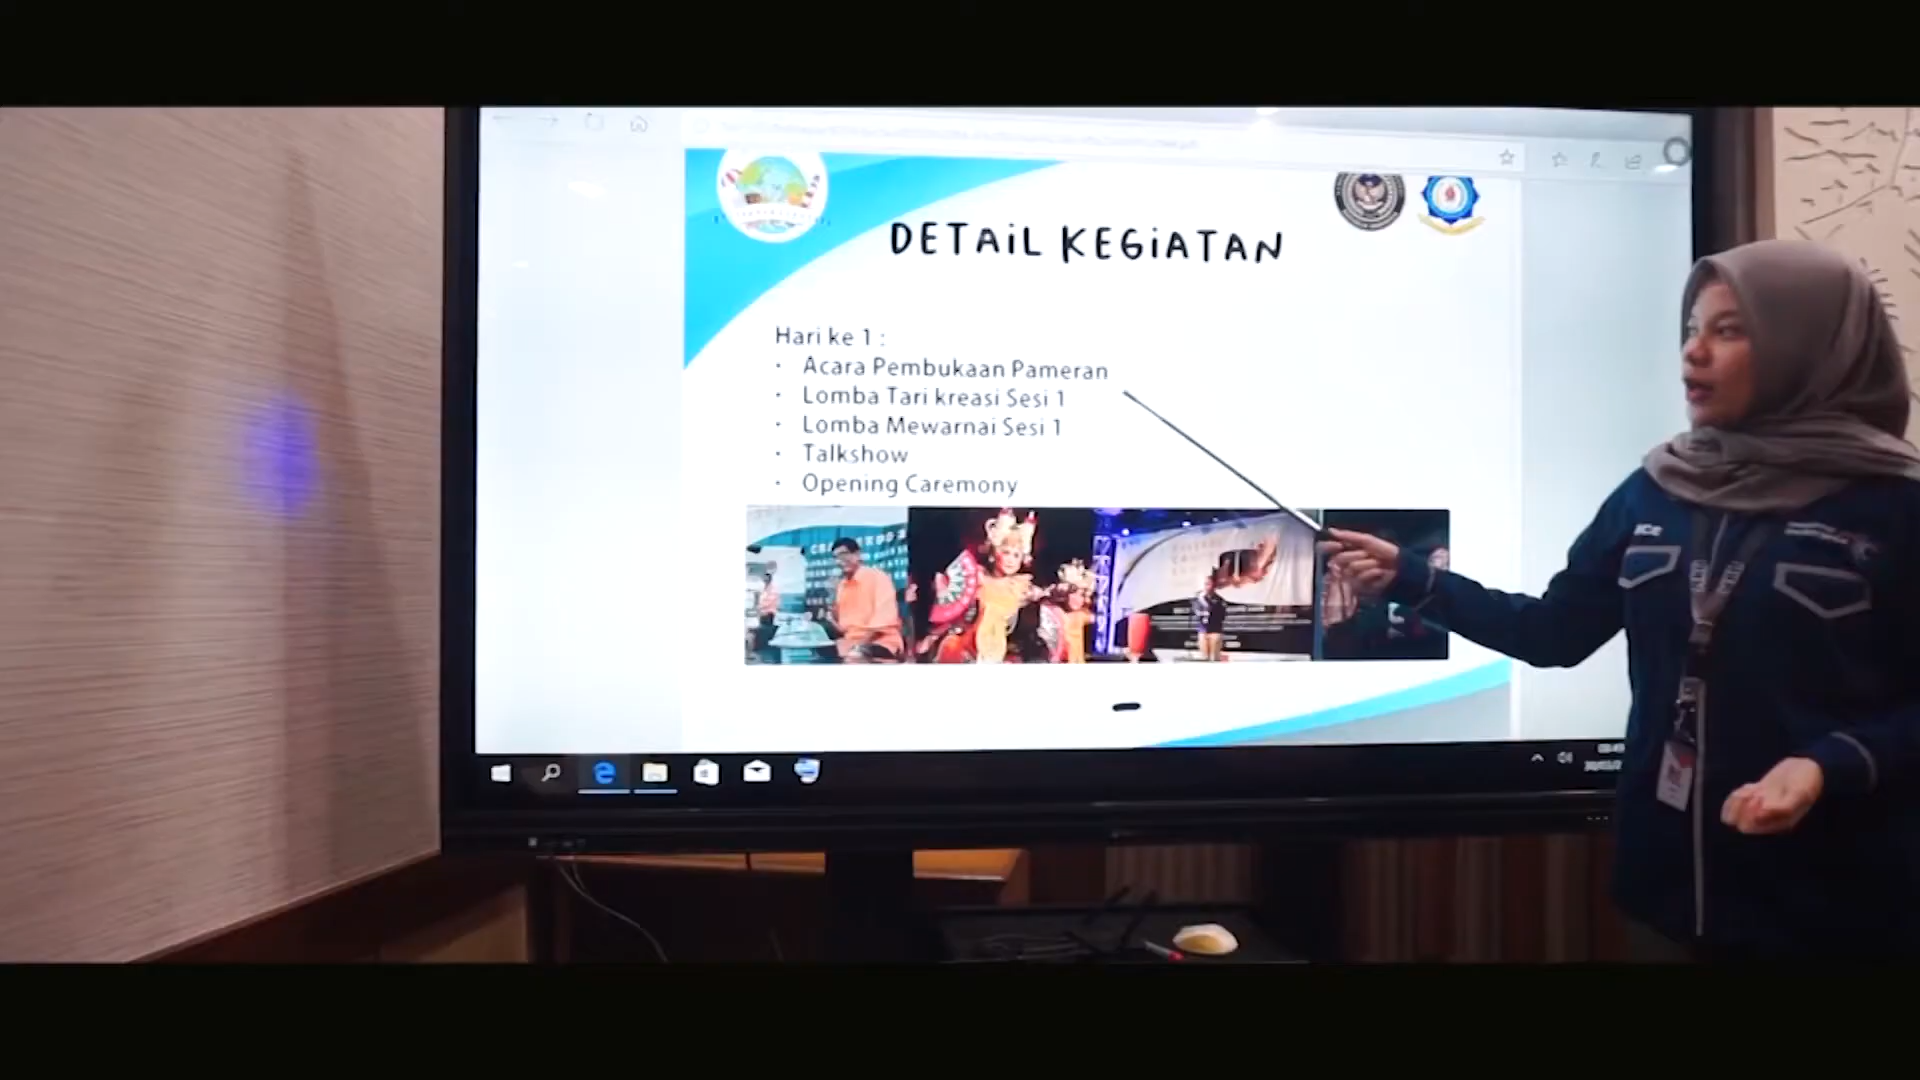 DETAiL KEGiATAN
Hari ke 1 :
• Acara Pembukaan Pameran
• Lomba Tari kreasi Sesi 1
• Lomba Mewarnai Sesi 1
• Talkshow
• Opening Caremony